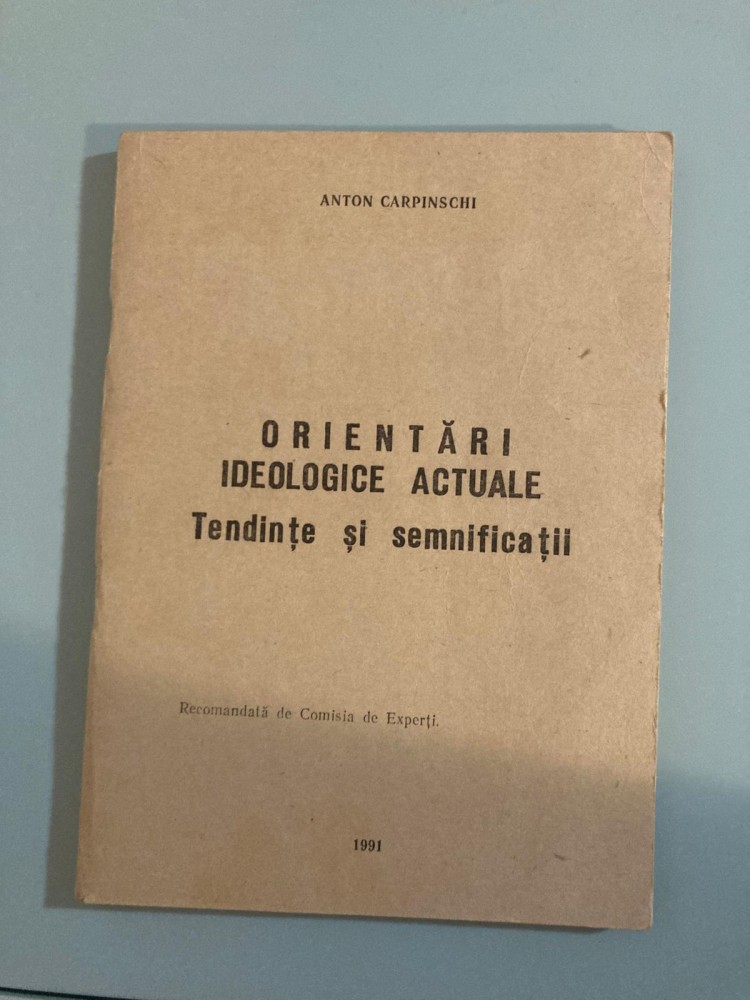 ANTON CARPINSCHI
ORIENTĂRI
IDEOLOGICE ACTUALE
Tendințe și semnificații
Recomandată de Comisia de Experți.
1991